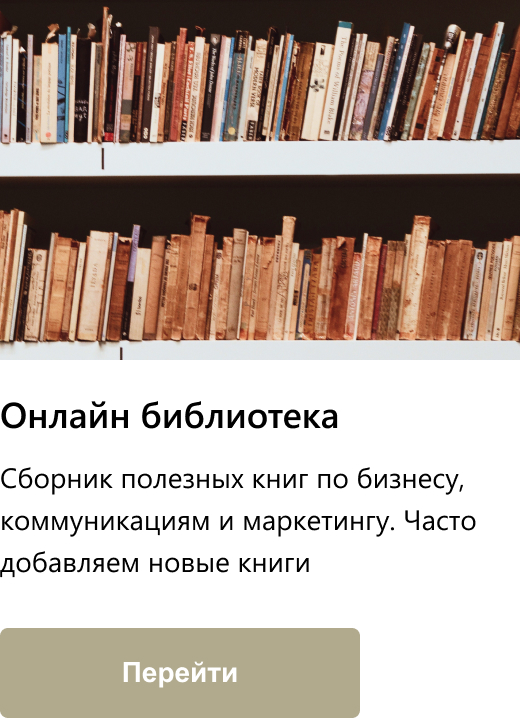 Онлайн библиотека
Сборник полезных книг по бизнесу,
коммуникациям и маркетингу. Часто
добавляем новые книги
Перейти